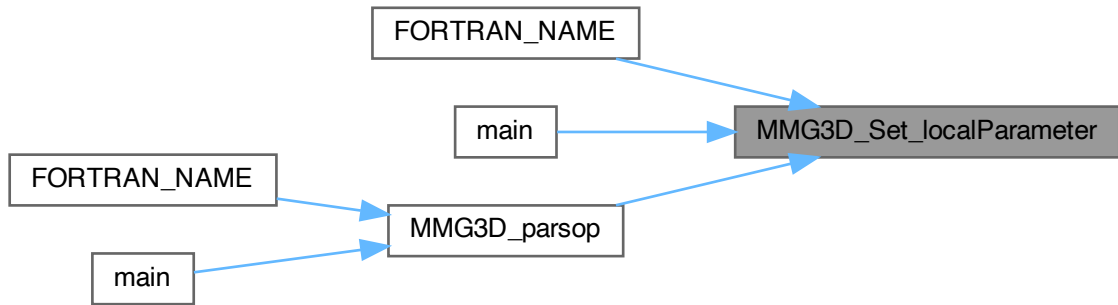 FORTRAN_NAME
main
MMG3D_Set_localParameter
FORTRAN_NAME
MMG3D_parsop
main